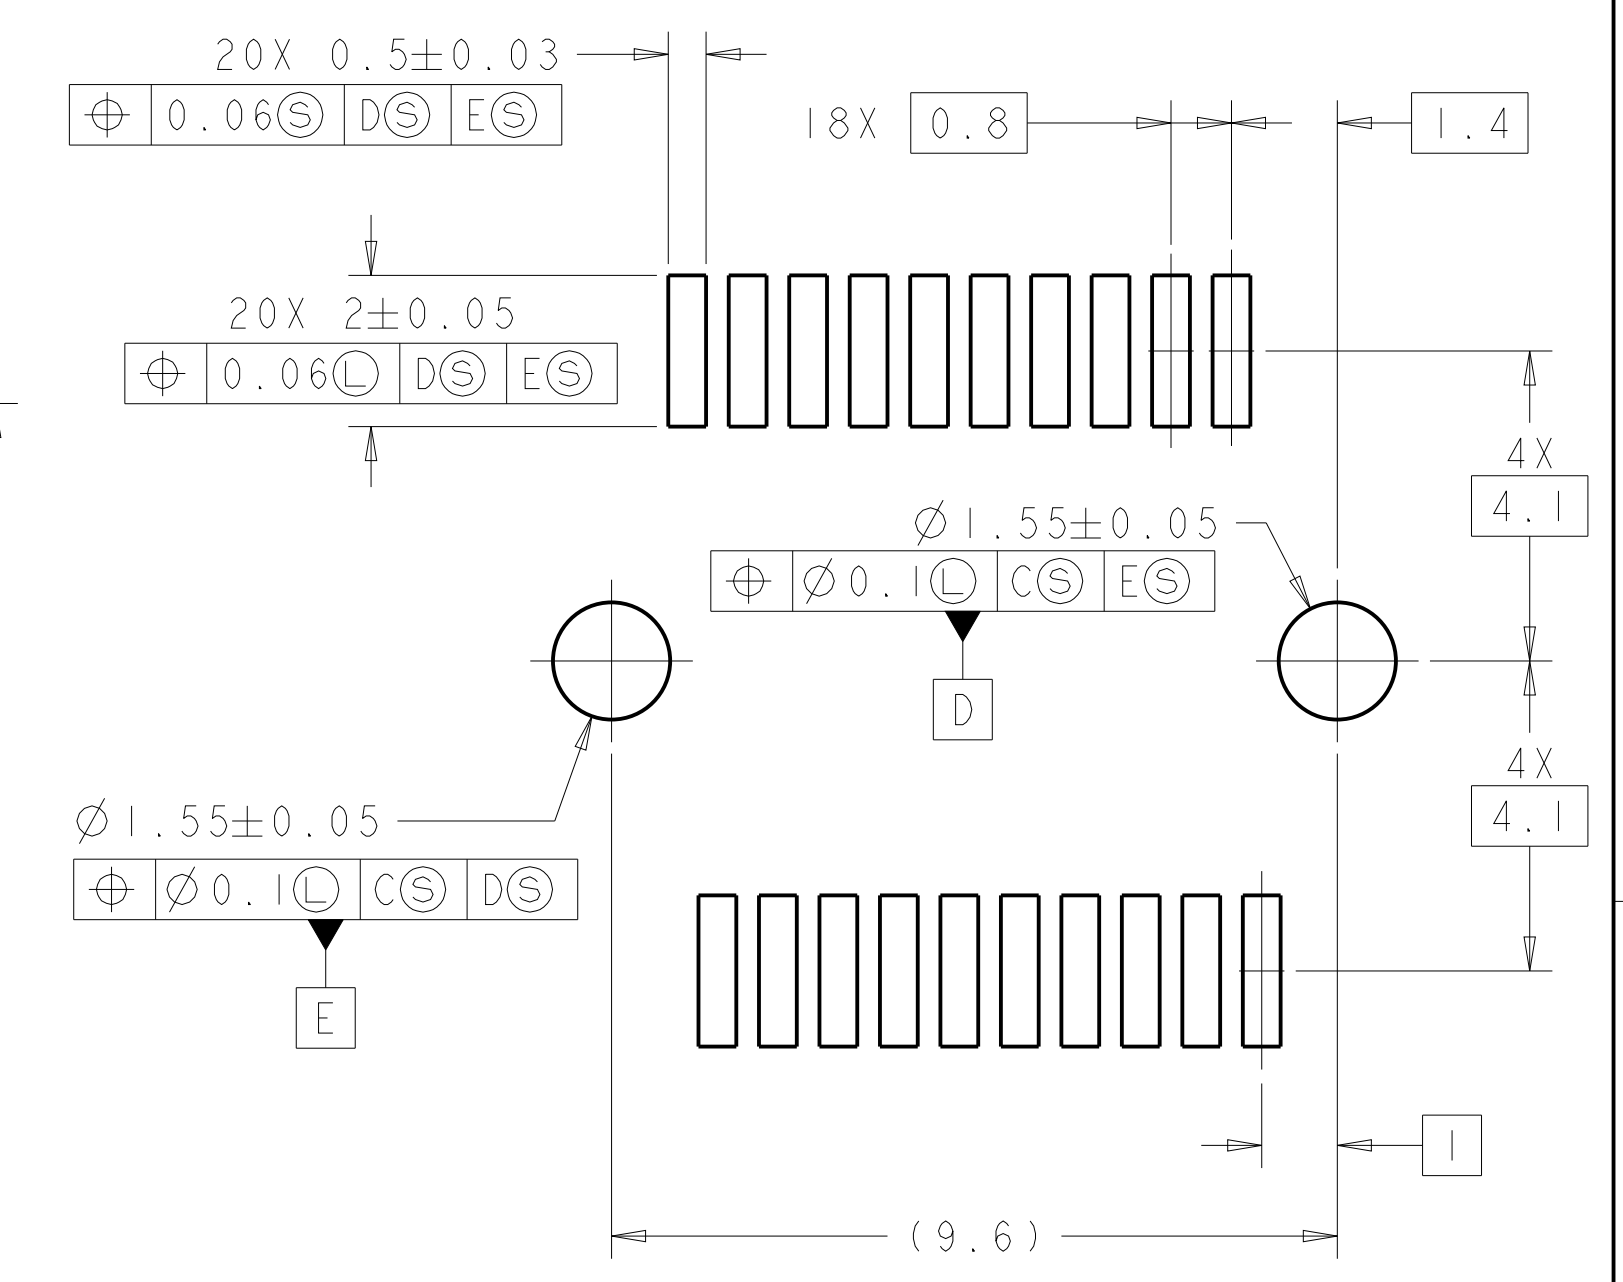 20X 0.5±0.03
⌖ 0.06Ⓢ DⓈ EⓈ
18X 0.8
1.4
20X 2±0.05
⌖ 0.06Ⓛ DⓈ EⓈ
4X
4.1
Ø1.55±0.05
⌖ Ø0.1Ⓛ CⓈ EⓈ
D
4X
4.1
Ø1.55±0.05
⌖ Ø0.1Ⓛ CⓈ DⓈ
E
1
(9.6)